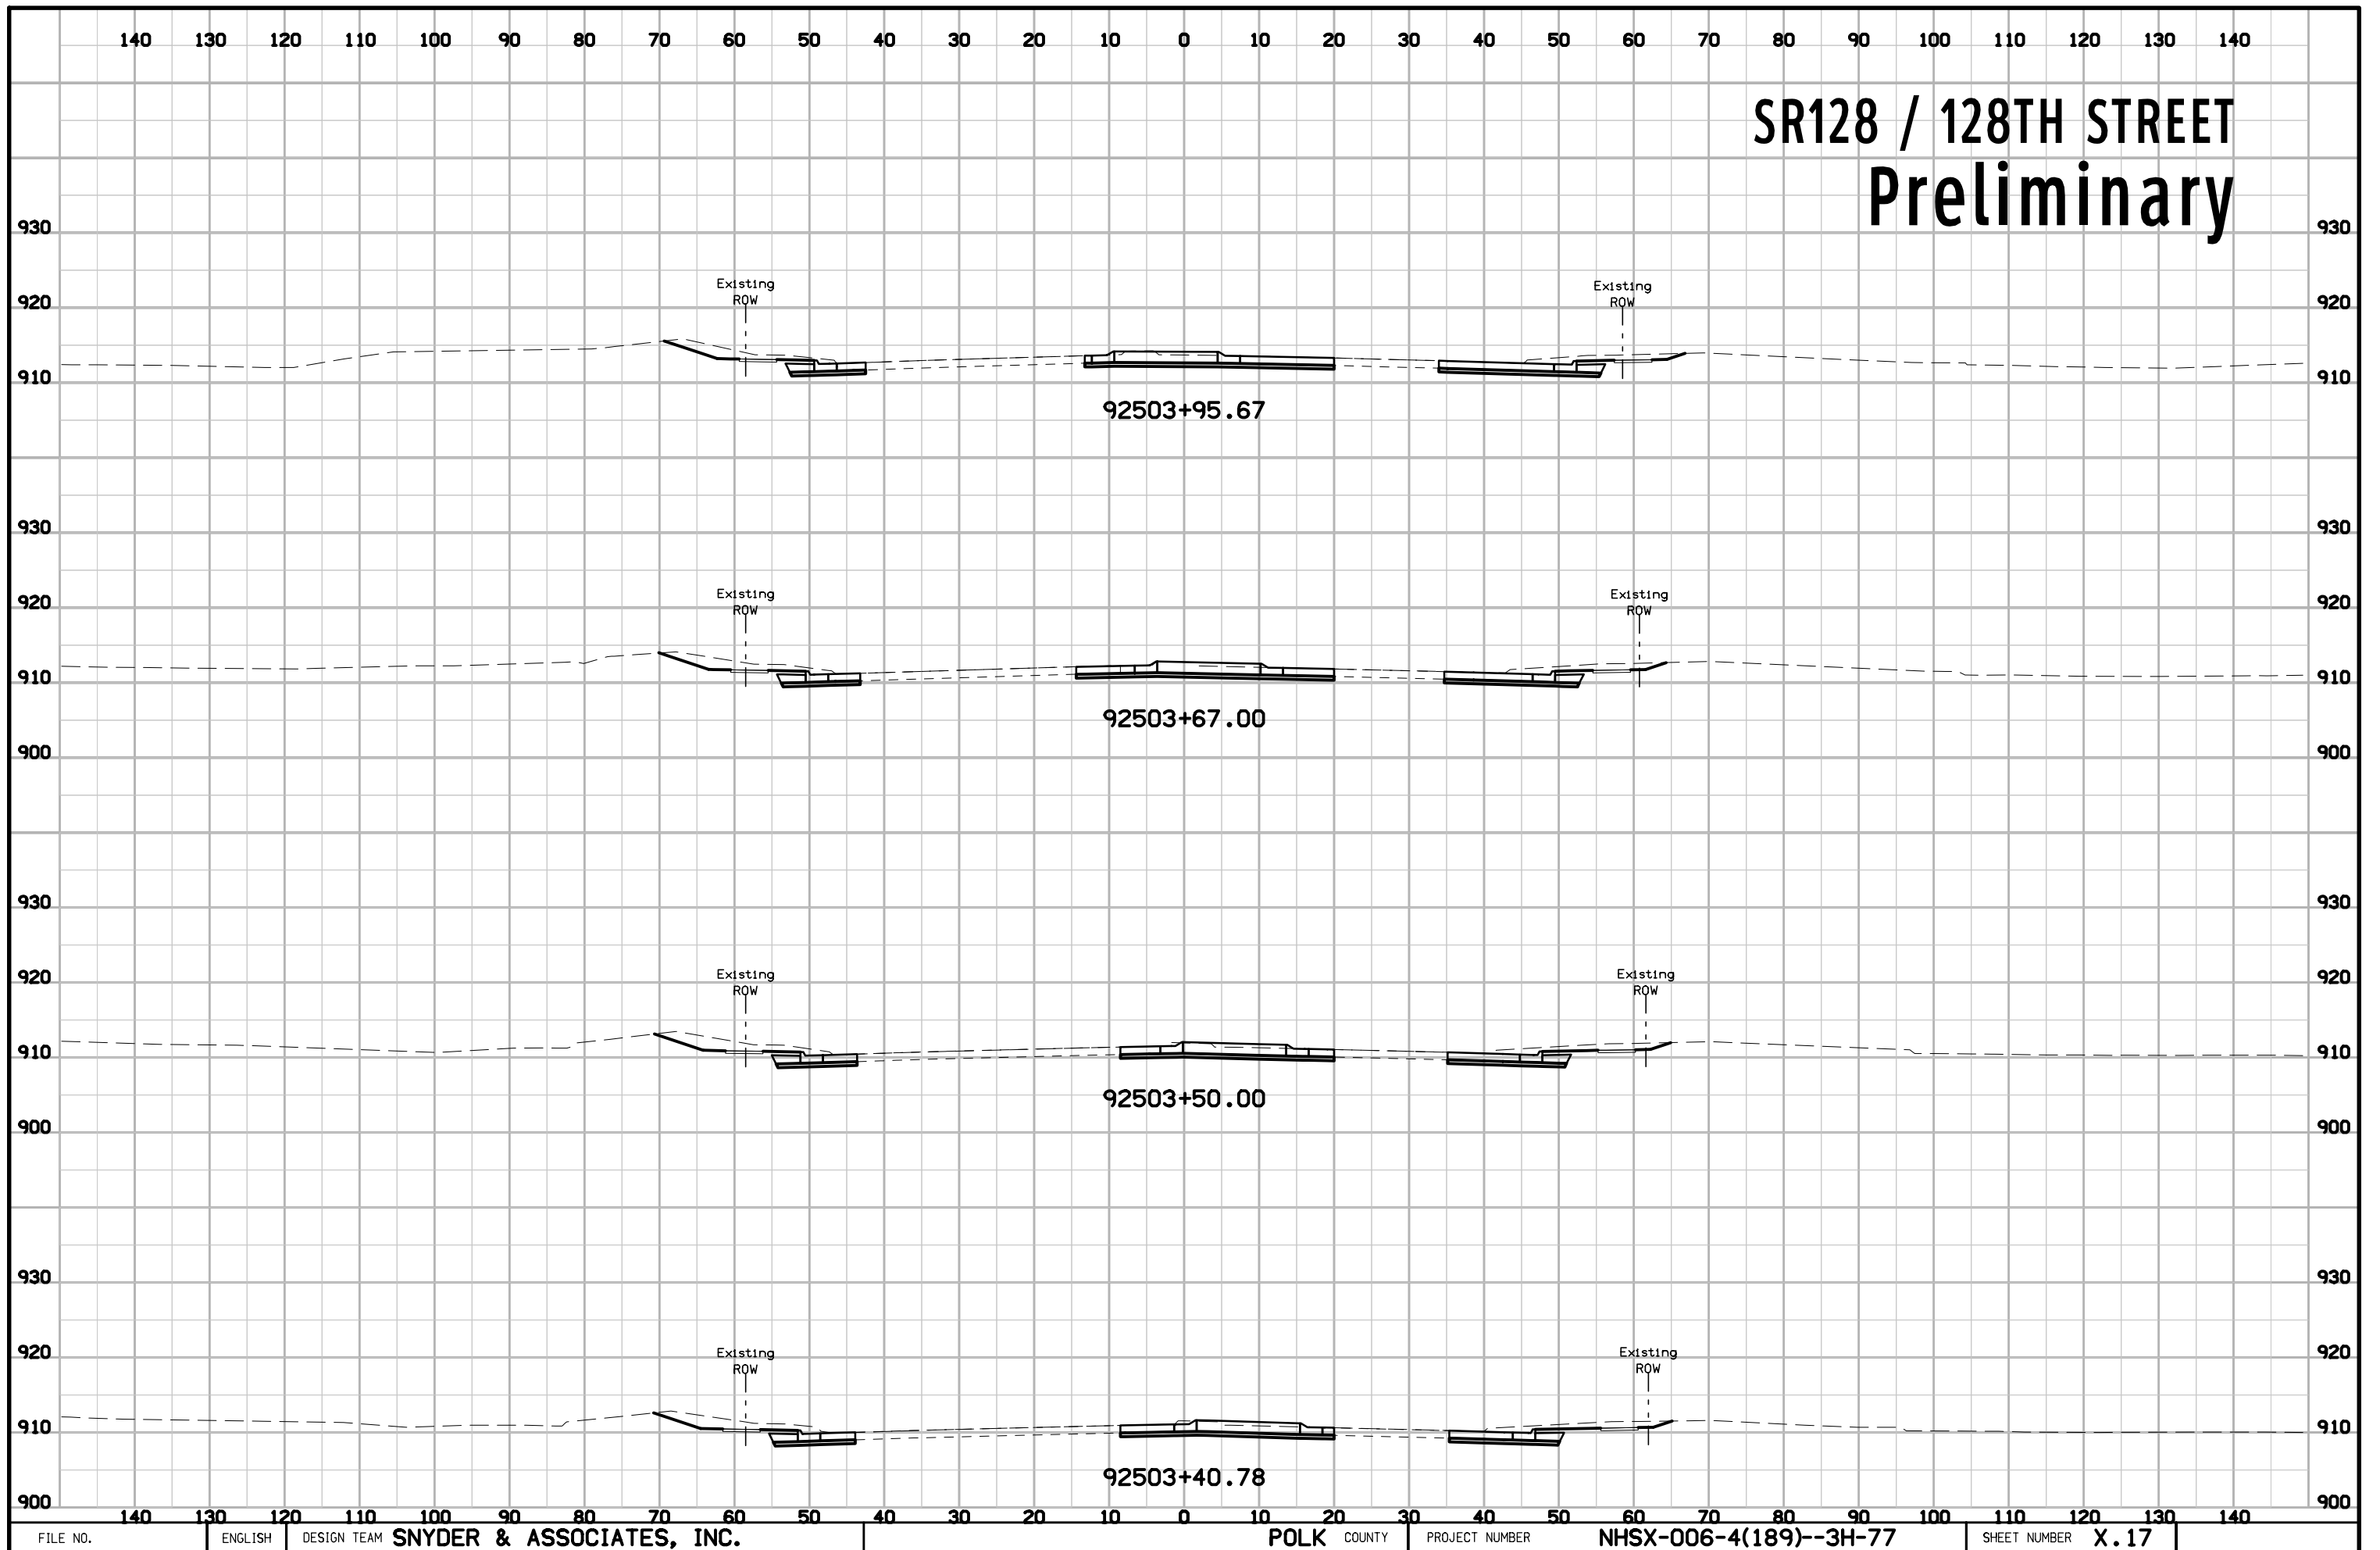 140 130 120 110 100 90 80 70 60 50 40 30 20 10 0 10 20 30 40 50 60 70 80 90 100 110 120 130 140
SR128 / 128TH STREET
Preliminary
930 930
Existing Existing
ROW ROW
920 920
910 910
92503+95.67
930 930
Existing Existing
ROW ROW
920 920
910 910
92503+67.00
900 900
930 930
Existing Existing
ROW ROW
920 920
910 910
92503+50.00
900 900
930 930
Existing Existing
ROW ROW
920 920
910 910
92503+40.78
900 900
140 130 120 110 100 90 80 70 60 50 40 30 20 10 0 10 20 30 40 50 60 70 80 90 100 110 120 130 140
FILE NO. ENGLISH DESIGN TEAM SNYDER & ASSOCIATES, INC. POLK COUNTY PROJECT NUMBER NHSX-006-4(189)--3H-77 SHEET NUMBER X.17